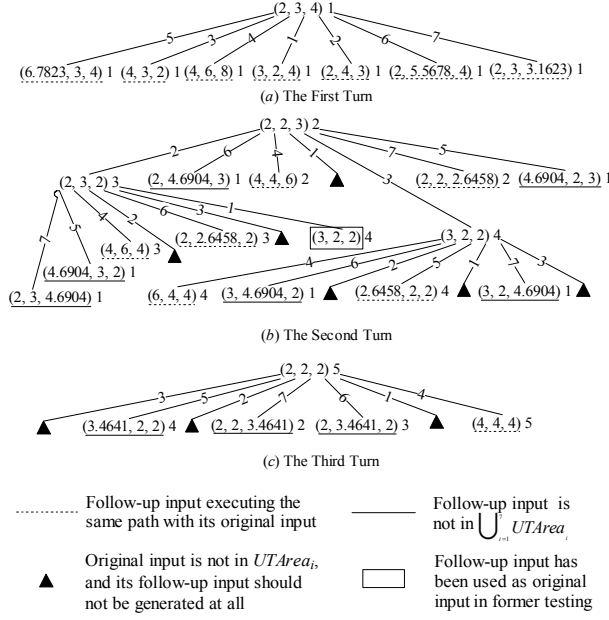 (2, 3, 4) 1
5 3 4 1 2 6 7
(6.7823, 3, 4) 1 (4, 3, 2) 1 (4, 6, 8) 1 (3, 2, 4) 1 (2, 4, 3) 1 (2, 5.5678, 4) 1 (2, 3, 3.1623) 1
(a) The First Turn
(2, 2, 3) 2
2 6 4 1 3 7 5
(2, 3, 2) 3 (2, 4.6904, 3) 1 (4, 4, 6) 2 (2, 2, 2.6458) 2 (4.6904, 2, 3) 1
7 5 4 2 6 3 1
(4, 6, 4) 3 (2, 2.6458, 2) 3 (3, 2, 2) 4 (3, 2, 2) 4
(4.6904, 3, 2) 1
4 6 2 5 1 7 3
(2, 3, 4.6904) 1 (6, 4, 4) 4 (3, 4.6904, 2) 1 (2.6458, 2, 2) 4 (3, 2, 4.6904) 1
(b) The Second Turn
(2, 2, 2) 5
3 5 2 7 6 1 4
(3.4641, 2, 2) 4 (2, 2, 3.4641) 2 (2, 3.4641, 2) 3 (4, 4, 4) 5
(c) The Third Turn
Follow-up input executing the
same path with its original input
Follow-up input is
not in ⋃⁷ᵢ₌₁ UTAreaᵢ
Original input is not in UTAreaᵢ,
and its follow-up input should
not be generated at all
Follow-up input has
been used as original
input in former testing